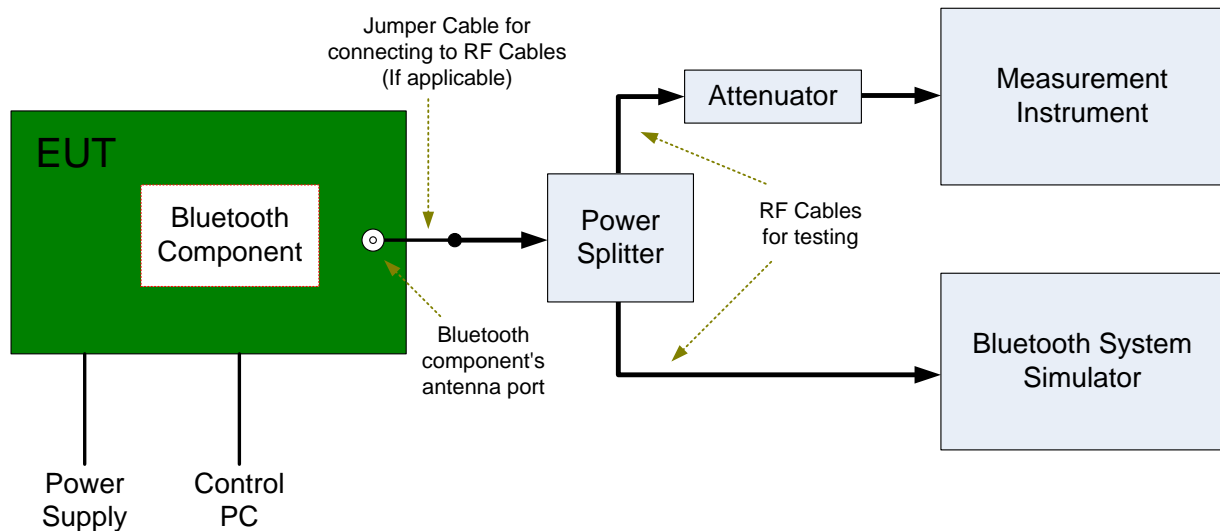 Jumper Cable for
connecting to RF Cables
(If applicable)
EUT
Bluetooth
Component
Bluetooth
component's
antenna port
Power
Supply
Control
PC
Power
Splitter
Attenuator
RF Cables
for testing
Measurement
Instrument
Bluetooth System
Simulator